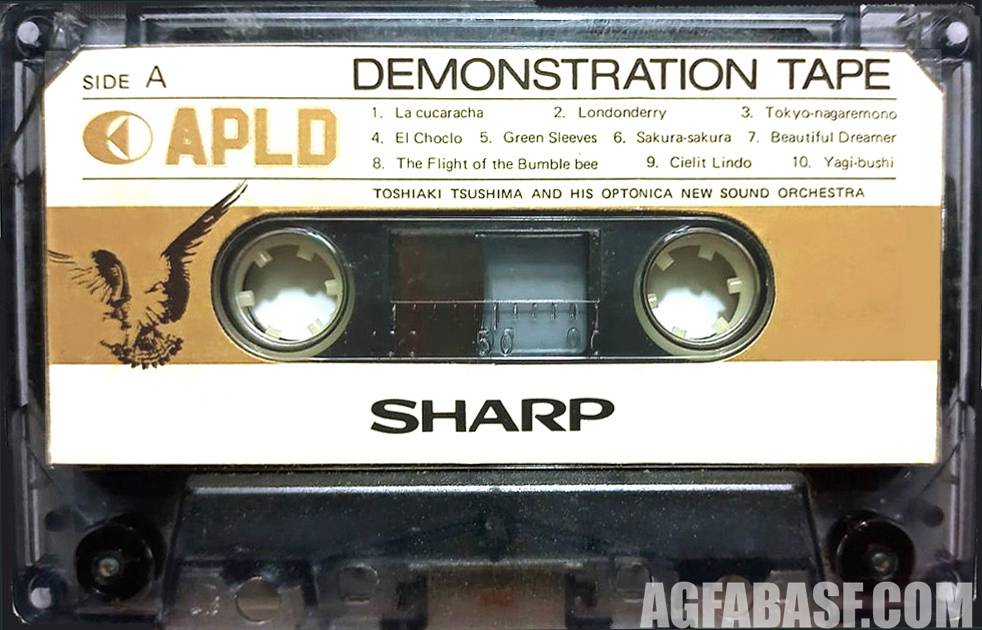 SIDE A
DEMONSTRATION TAPE
APLD
1. La cucaracha 2. Londonderry 3. Tokyo-nagaremono
4. El Choclo 5. Green Sleeves 6. Sakura-sakura 7. Beautiful Dreamer
8. The Flight of the Bumble bee 9. Cielit Lindo 10. Yagi-bushi
TOSHIAKI TSUSHIMA AND HIS OPTONICA NEW SOUND ORCHESTRA
50 0
SHARP
AGFABASF.COM